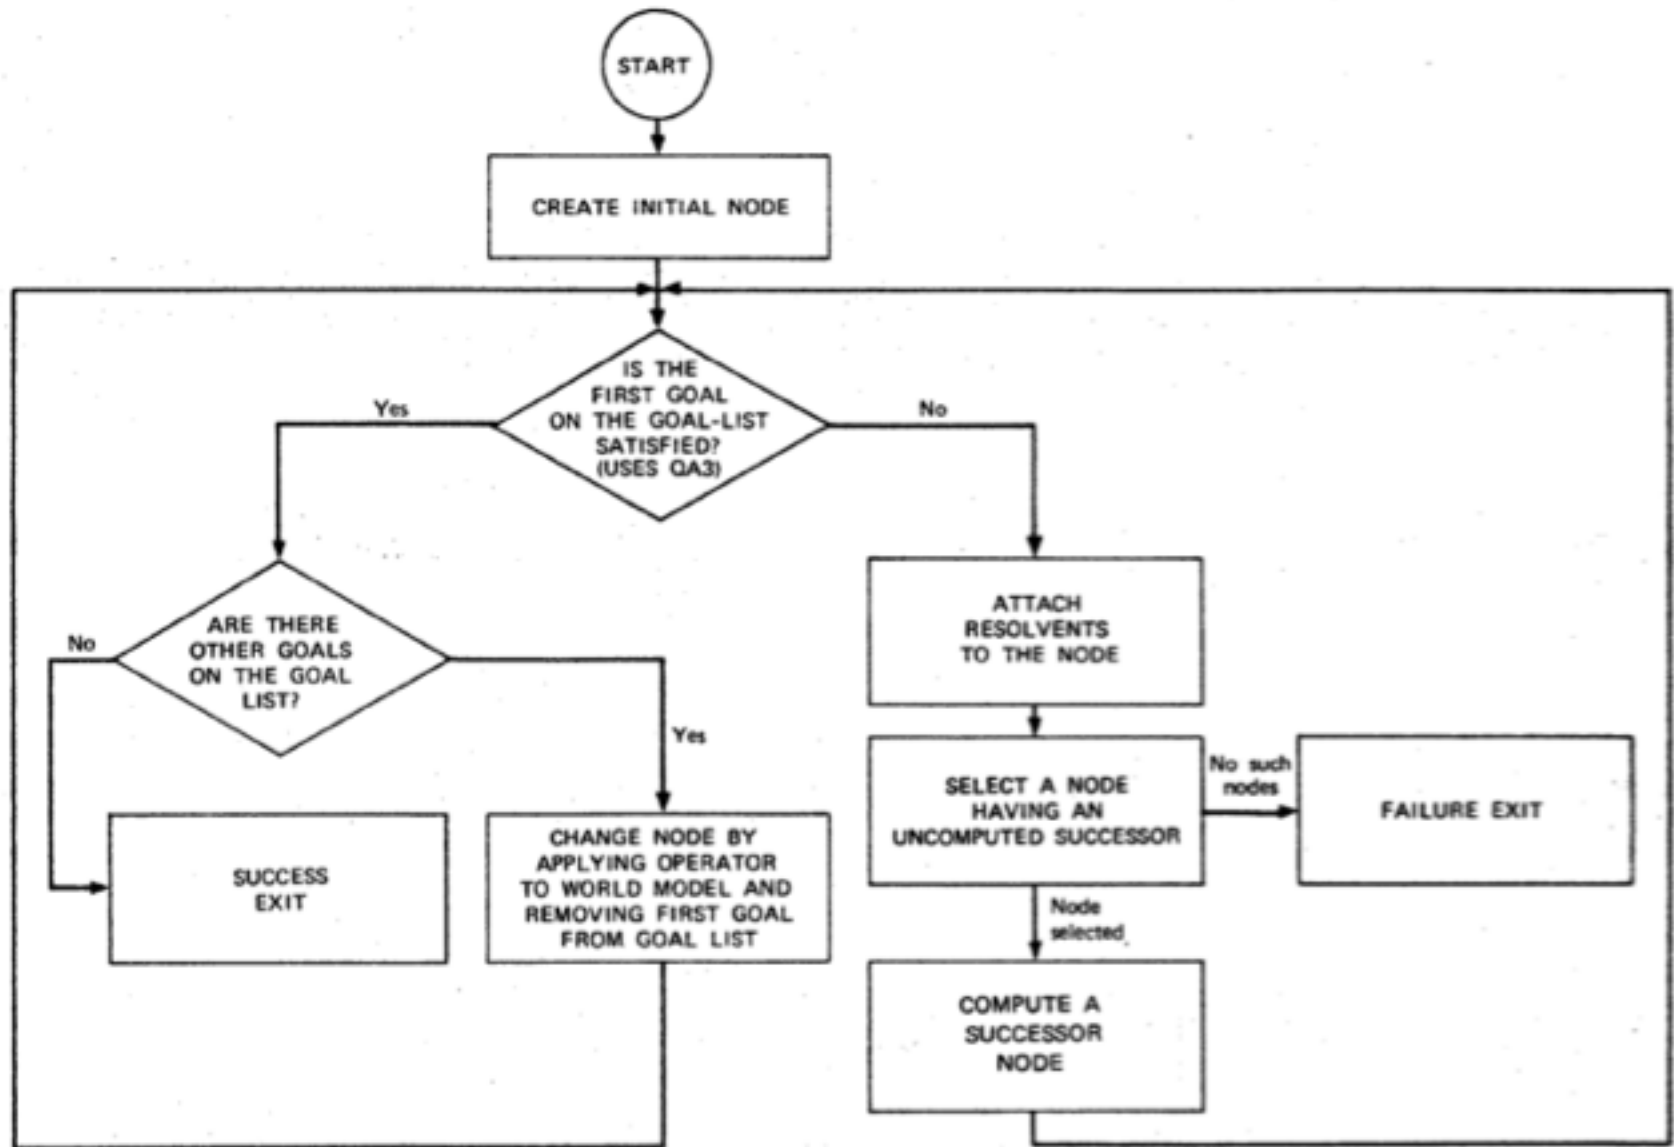 START
CREATE INITIAL NODE
IS THE
FIRST GOAL
ON THE GOAL-LIST
SATISFIED?
(USES QA3)
Yes
No
ARE THERE
OTHER GOALS
ON THE GOAL
LIST?
No
Yes
SUCCESS
EXIT
CHANGE NODE BY
APPLYING OPERATOR
TO WORLD MODEL AND
REMOVING FIRST GOAL
FROM GOAL LIST
ATTACH
RESOLVENTS
TO THE NODE
SELECT A NODE
HAVING AN
UNCOMPUTED SUCCESSOR
No such
nodes
FAILURE EXIT
Node
selected
COMPUTE A
SUCCESSOR
NODE